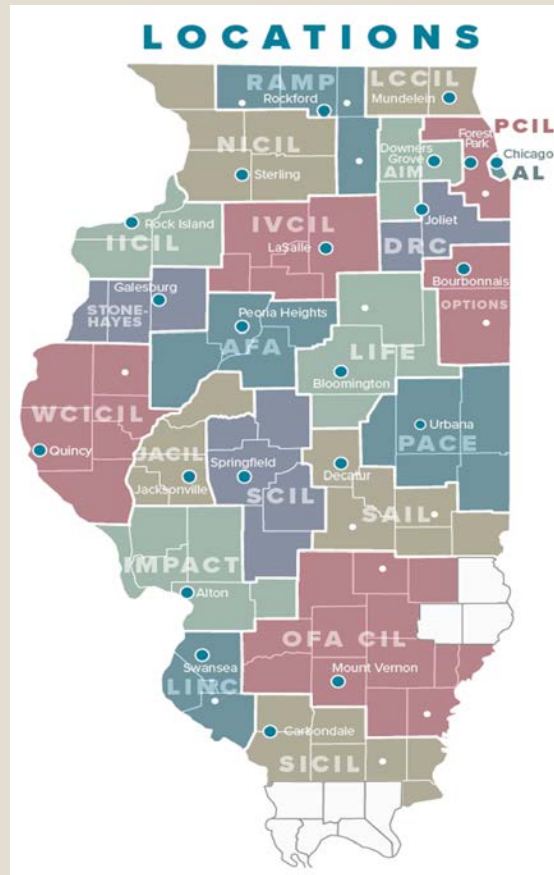 LOCATIONS
RAMP
Rockford
LCCIL
Mundelein
NICIL
Sterling
PCIL
Forest
Park
Chicago
AL
Downers
Grove
AIM
Rock Island
IICIL
IVCIL
LaSalle
Joliet
DRC
Bourbonnais
OPTIONS
Galesburg
STONE-
HAYES
Peoria Heights
AFA
LIFE
Bloomington
WCICIL
Quincy
Urbana
PACE
JACIL
Jacksonville
Springfield
SCIL
Decatur
SAIL
IMPACT
Alton
OFA CIL
Mount Vernon
Swansea
LINC
Carbondale
SICIL